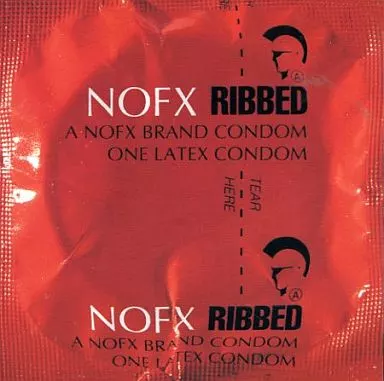 Ⓐ
NOFX RIBBED
A NOFX BRAND CONDOM
ONE LATEX CONDOM
TEAR
HERE
Ⓐ
NOFX RIBBED
A NOFX BRAND CONDOM
ONE LATEX CONDOM